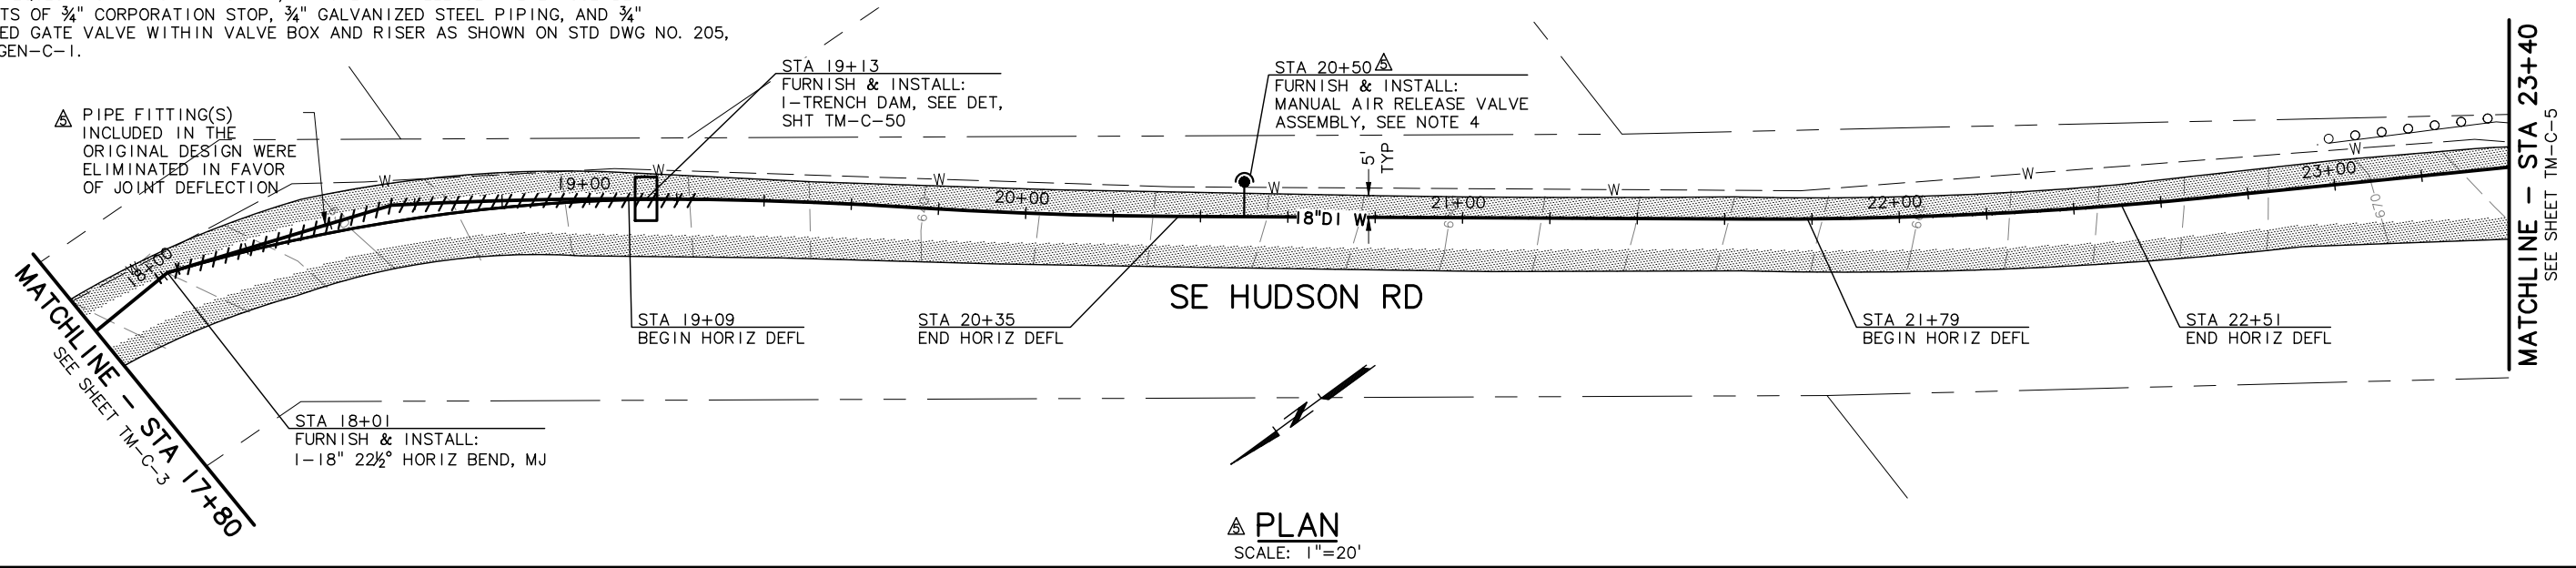 TS OF ¾" CORPORATION STOP, ¾" GALVANIZED STEEL PIPING, AND ¾"
ED GATE VALVE WITHIN VALVE BOX AND RISER AS SHOWN ON STD DWG NO. 205,
GEN-C-1.
5 PIPE FITTING(S)
INCLUDED IN THE
ORIGINAL DESIGN WERE
ELIMINATED IN FAVOR
OF JOINT DEFLECTION
STA 19+13
FURNISH & INSTALL:
1-TRENCH DAM, SEE DET,
SHT TM-C-50
STA 20+50 5
FURNISH & INSTALL:
MANUAL AIR RELEASE VALVE
ASSEMBLY, SEE NOTE 4
5'
TYP
W
W
W
W
W
W
W
W
18+00
19+00
20+00
21+00
22+00
23+00
670
18"DI W
SE HUDSON RD
STA 19+09
BEGIN HORIZ DEFL
STA 20+35
END HORIZ DEFL
STA 21+79
BEGIN HORIZ DEFL
STA 22+51
END HORIZ DEFL
STA 18+01
FURNISH & INSTALL:
1-18" 22½° HORIZ BEND, MJ
MATCHLINE - STA 17+80
SEE SHEET TM-C-3
MATCHLINE - STA 23+40
SEE SHEET TM-C-5
5 PLAN
SCALE: 1"=20'